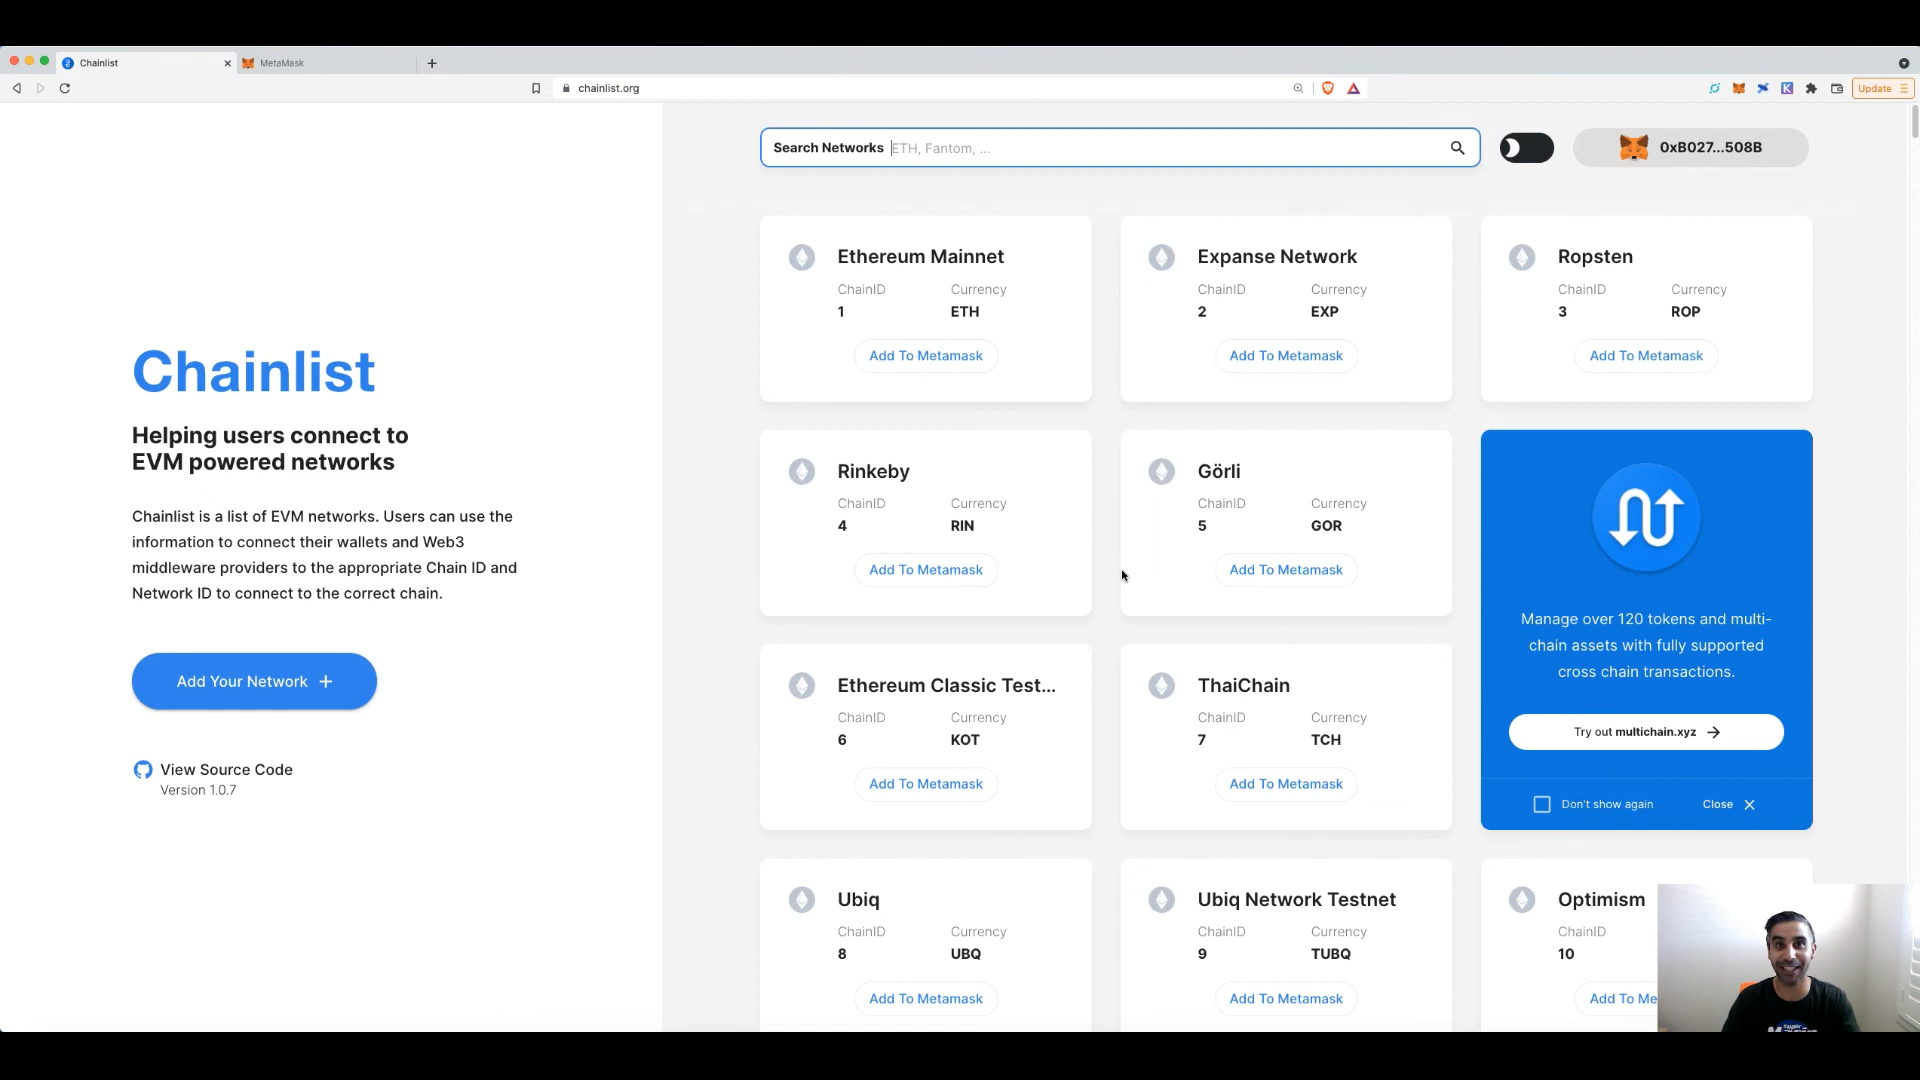 Chainlist
MetaMask
chainlist.org
K
Update
Search Networks ETH, Fantom, ...
0xB027...508B
Chainlist
Helping users connect to
EVM powered networks
Chainlist is a list of EVM networks. Users can use the
information to connect their wallets and Web3
middleware providers to the appropriate Chain ID and
Network ID to connect to the correct chain.
Add Your Network +
View Source Code
Version 1.0.7
Ethereum Mainnet
ChainID Currency
1 ETH
Add To Metamask
Expanse Network
ChainID Currency
2 EXP
Add To Metamask
Ropsten
ChainID Currency
3 ROP
Add To Metamask
Rinkeby
ChainID Currency
4 RIN
Add To Metamask
Görli
ChainID Currency
5 GOR
Add To Metamask
Manage over 120 tokens and multi-
chain assets with fully supported
cross chain transactions.
Try out multichain.xyz
Don't show again Close
Ethereum Classic Test...
ChainID Currency
6 KOT
Add To Metamask
ThaiChain
ChainID Currency
7 TCH
Add To Metamask
Ubiq
ChainID Currency
8 UBQ
Add To Metamask
Ubiq Network Testnet
ChainID Currency
9 TUBQ
Add To Metamask
Optimism
ChainID
10
Add To Me